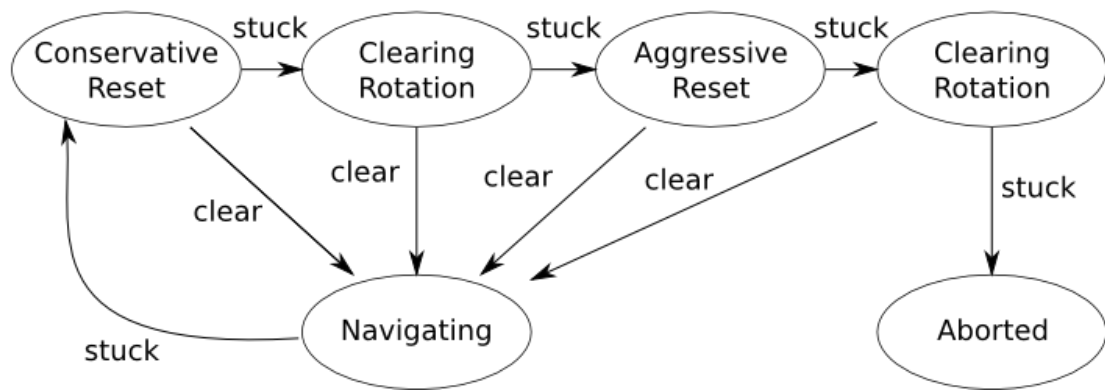 stuck
stuck
stuck
Conservative
Reset
Clearing
Rotation
Aggressive
Reset
Clearing
Rotation
clear
clear
clear
clear
stuck
Navigating
Aborted
stuck